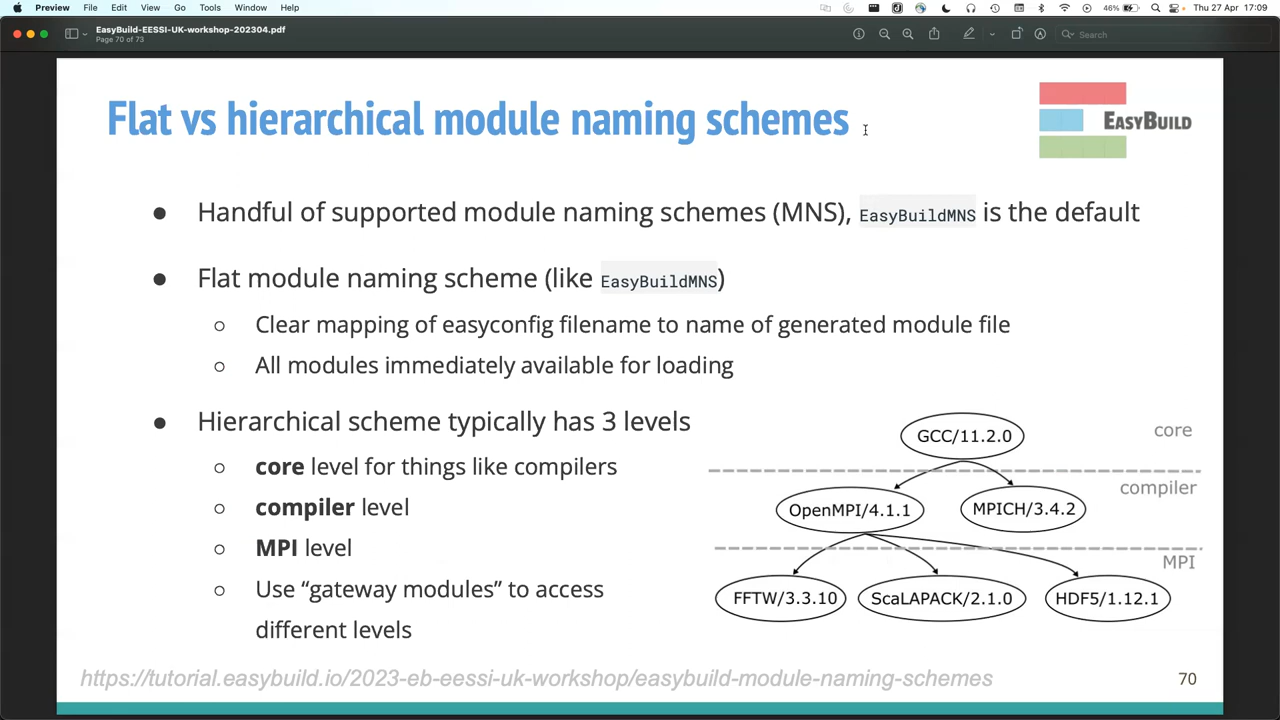 Preview File Edit View Go Tools Window Help
46% Thu 27 Apr 17:09
EasyBuild-EESSI-UK-workshop-202304.pdf
Page 70 of 73
Search
Flat vs hierarchical module naming schemes
EASYBUILD
● Handful of supported module naming schemes (MNS), EasyBuildMNS is the default
● Flat module naming scheme (like EasyBuildMNS)
○ Clear mapping of easyconfig filename to name of generated module file
○ All modules immediately available for loading
● Hierarchical scheme typically has 3 levels
○ core level for things like compilers
○ compiler level
○ MPI level
○ Use “gateway modules” to access
different levels
GCC/11.2.0
core
compiler
OpenMPI/4.1.1
MPICH/3.4.2
MPI
FFTW/3.3.10
ScaLAPACK/2.1.0
HDF5/1.12.1
https://tutorial.easybuild.io/2023-eb-eessi-uk-workshop/easybuild-module-naming-schemes
70